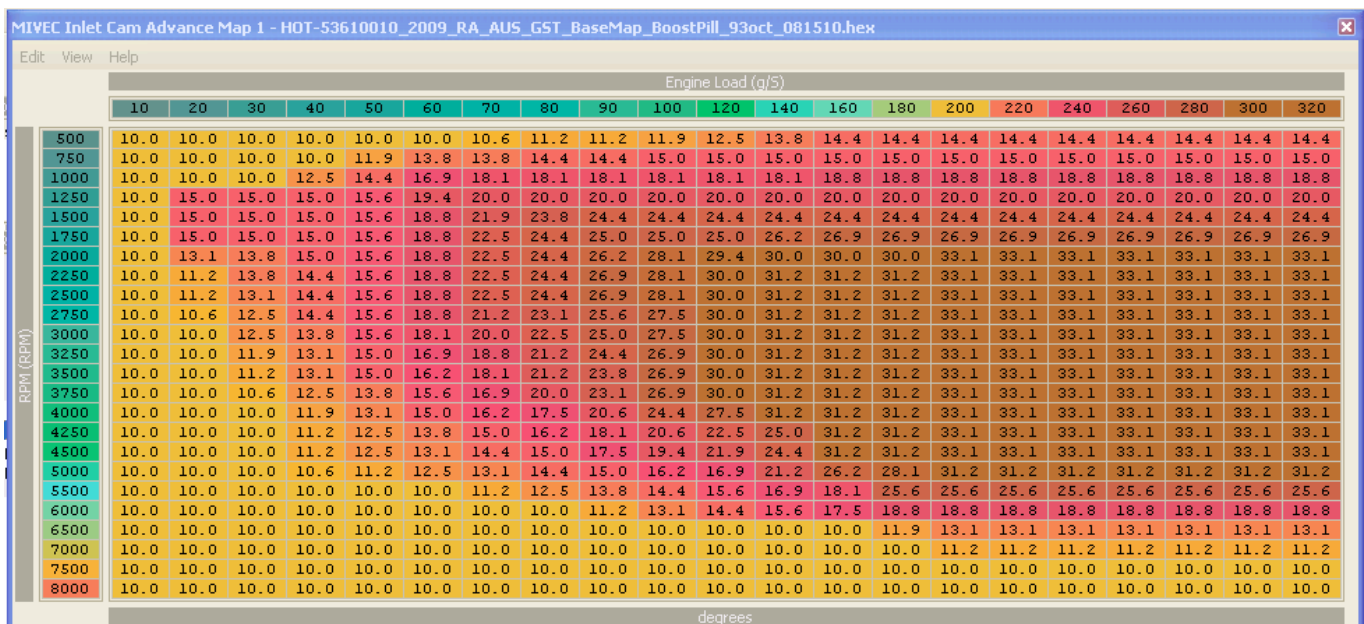 MIVEC Inlet Cam Advance Map 1 - HOT-53610010_2009_RA_AUS_GST_BaseMap_BoostPill_93oct_081510.hex
Edit View Help
Engine Load (g/S)
10 20 30 40 50 60 70 80 90 100 120 140 160 180 200 220 240 260 280 300 320
500 10.0 10.0 10.0 10.0 10.0 10.0 10.6 11.2 11.2 11.9 12.5 13.8 14.4 14.4 14.4 14.4 14.4 14.4 14.4 14.4 14.4
750 10.0 10.0 10.0 10.0 11.9 13.8 13.8 14.4 14.4 15.0 15.0 15.0 15.0 15.0 15.0 15.0 15.0 15.0 15.0 15.0 15.0
1000 10.0 10.0 10.0 12.5 14.4 16.9 18.1 18.1 18.1 18.1 18.1 18.1 18.8 18.8 18.8 18.8 18.8 18.8 18.8 18.8 18.8
1250 10.0 15.0 15.0 15.0 15.6 19.4 20.0 20.0 20.0 20.0 20.0 20.0 20.0 20.0 20.0 20.0 20.0 20.0 20.0 20.0 20.0
1500 10.0 15.0 15.0 15.0 15.6 18.8 21.9 23.8 24.4 24.4 24.4 24.4 24.4 24.4 24.4 24.4 24.4 24.4 24.4 24.4 24.4
1750 10.0 15.0 15.0 15.0 15.6 18.8 22.5 24.4 25.0 25.0 25.0 26.2 26.9 26.9 26.9 26.9 26.9 26.9 26.9 26.9 26.9
2000 10.0 13.1 13.8 15.0 15.6 18.8 22.5 24.4 26.2 28.1 29.4 30.0 30.0 30.0 33.1 33.1 33.1 33.1 33.1 33.1 33.1
2250 10.0 11.2 13.8 14.4 15.6 18.8 22.5 24.4 26.9 28.1 30.0 31.2 31.2 31.2 33.1 33.1 33.1 33.1 33.1 33.1 33.1
2500 10.0 11.2 13.1 14.4 15.6 18.8 22.5 24.4 26.9 28.1 30.0 31.2 31.2 31.2 33.1 33.1 33.1 33.1 33.1 33.1 33.1
2750 10.0 10.6 12.5 14.4 15.6 18.8 21.2 23.1 25.6 27.5 30.0 31.2 31.2 31.2 33.1 33.1 33.1 33.1 33.1 33.1 33.1
3000 10.0 10.0 12.5 13.8 15.6 18.1 20.0 22.5 25.0 27.5 30.0 31.2 31.2 31.2 33.1 33.1 33.1 33.1 33.1 33.1 33.1
3250 10.0 10.0 11.9 13.1 15.0 16.9 18.8 21.2 24.4 26.9 30.0 31.2 31.2 31.2 33.1 33.1 33.1 33.1 33.1 33.1 33.1
3500 10.0 10.0 11.2 13.1 15.0 16.2 18.1 21.2 23.8 26.9 30.0 31.2 31.2 31.2 33.1 33.1 33.1 33.1 33.1 33.1 33.1
3750 10.0 10.0 10.6 12.5 13.8 15.6 16.9 20.0 23.1 26.9 30.0 31.2 31.2 31.2 33.1 33.1 33.1 33.1 33.1 33.1 33.1
4000 10.0 10.0 10.0 11.9 13.1 15.0 16.2 17.5 20.6 24.4 27.5 31.2 31.2 31.2 33.1 33.1 33.1 33.1 33.1 33.1 33.1
4250 10.0 10.0 10.0 11.2 12.5 13.8 15.0 16.2 18.1 20.6 22.5 25.0 31.2 31.2 33.1 33.1 33.1 33.1 33.1 33.1 33.1
4500 10.0 10.0 10.0 11.2 12.5 13.1 14.4 15.0 17.5 19.4 21.9 24.4 31.2 31.2 33.1 33.1 33.1 33.1 33.1 33.1 33.1
5000 10.0 10.0 10.0 10.6 11.2 12.5 13.1 14.4 15.0 16.2 16.9 21.2 26.2 28.1 31.2 31.2 31.2 31.2 31.2 31.2 31.2
5500 10.0 10.0 10.0 10.0 10.0 10.0 11.2 12.5 13.8 14.4 15.6 16.9 18.1 25.6 25.6 25.6 25.6 25.6 25.6 25.6 25.6
6000 10.0 10.0 10.0 10.0 10.0 10.0 10.0 10.0 11.2 13.1 14.4 15.6 17.5 18.8 18.8 18.8 18.8 18.8 18.8 18.8 18.8
6500 10.0 10.0 10.0 10.0 10.0 10.0 10.0 10.0 10.0 10.0 10.0 10.0 10.0 11.9 13.1 13.1 13.1 13.1 13.1 13.1 13.1
7000 10.0 10.0 10.0 10.0 10.0 10.0 10.0 10.0 10.0 10.0 10.0 10.0 10.0 10.0 11.2 11.2 11.2 11.2 11.2 11.2 11.2
7500 10.0 10.0 10.0 10.0 10.0 10.0 10.0 10.0 10.0 10.0 10.0 10.0 10.0 10.0 10.0 10.0 10.0 10.0 10.0 10.0 10.0
8000 10.0 10.0 10.0 10.0 10.0 10.0 10.0 10.0 10.0 10.0 10.0 10.0 10.0 10.0 10.0 10.0 10.0 10.0 10.0 10.0 10.0
RPM (RPM)
degrees